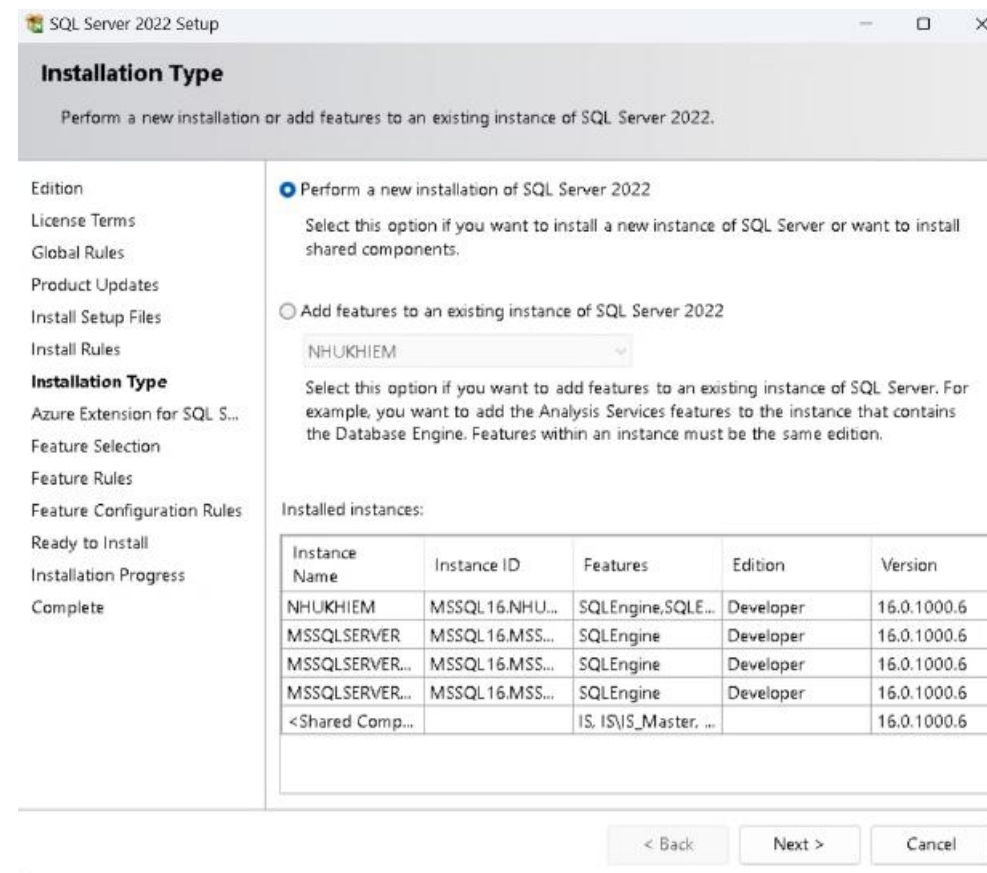 SQL Server 2022 Setup
Installation Type
Perform a new installation or add features to an existing instance of SQL Server 2022.
Edition
License Terms
Global Rules
Product Updates
Install Setup Files
Install Rules
Installation Type
Azure Extension for SQL S...
Feature Selection
Feature Rules
Feature Configuration Rules
Ready to Install
Installation Progress
Complete
Perform a new installation of SQL Server 2022
Select this option if you want to install a new instance of SQL Server or want to install
shared components.
Add features to an existing instance of SQL Server 2022
NHUKHIEM
Select this option if you want to add features to an existing instance of SQL Server. For
example, you want to add the Analysis Services features to the instance that contains
the Database Engine. Features within an instance must be the same edition.
Installed instances:
Instance Name Instance ID Features Edition Version
NHUKHIEM MSSQL16.NHU... SQLEngine,SQLE... Developer 16.0.1000.6
MSSQLSERVER MSSQL16.MSS... SQLEngine Developer 16.0.1000.6
MSSQLSERVER... MSSQL16.MSS... SQLEngine Developer 16.0.1000.6
MSSQLSERVER... MSSQL16.MSS... SQLEngine Developer 16.0.1000.6
<Shared Comp... IS, IS\IS_Master, ... 16.0.1000.6
< Back Next > Cancel